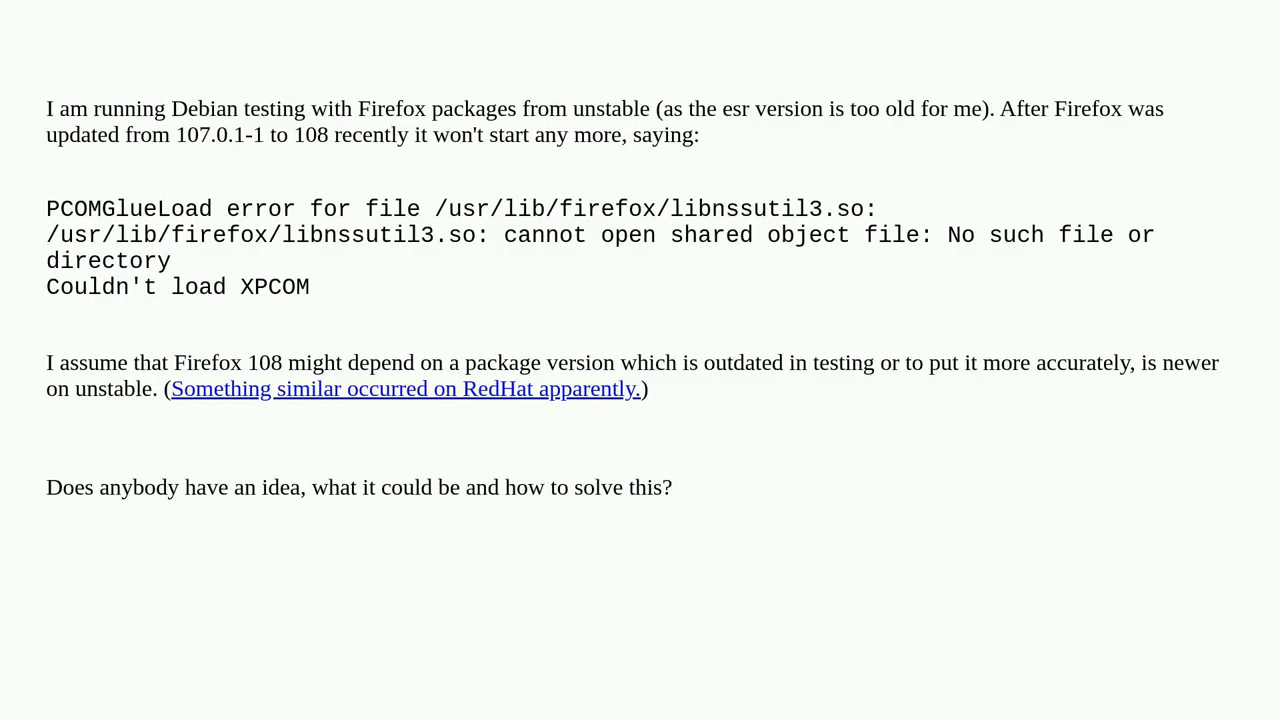 I am running Debian testing with Firefox packages from unstable (as the esr version is too old for me). After Firefox was
updated from 107.0.1-1 to 108 recently it won't start any more, saying:
PCOMGlueLoad error for file /usr/lib/firefox/libnssutil3.so:
/usr/lib/firefox/libnssutil3.so: cannot open shared object file: No such file or
directory
Couldn't load XPCOM
I assume that Firefox 108 might depend on a package version which is outdated in testing or to put it more accurately, is newer
on unstable. (Something similar occurred on RedHat apparently.)
Does anybody have an idea, what it could be and how to solve this?